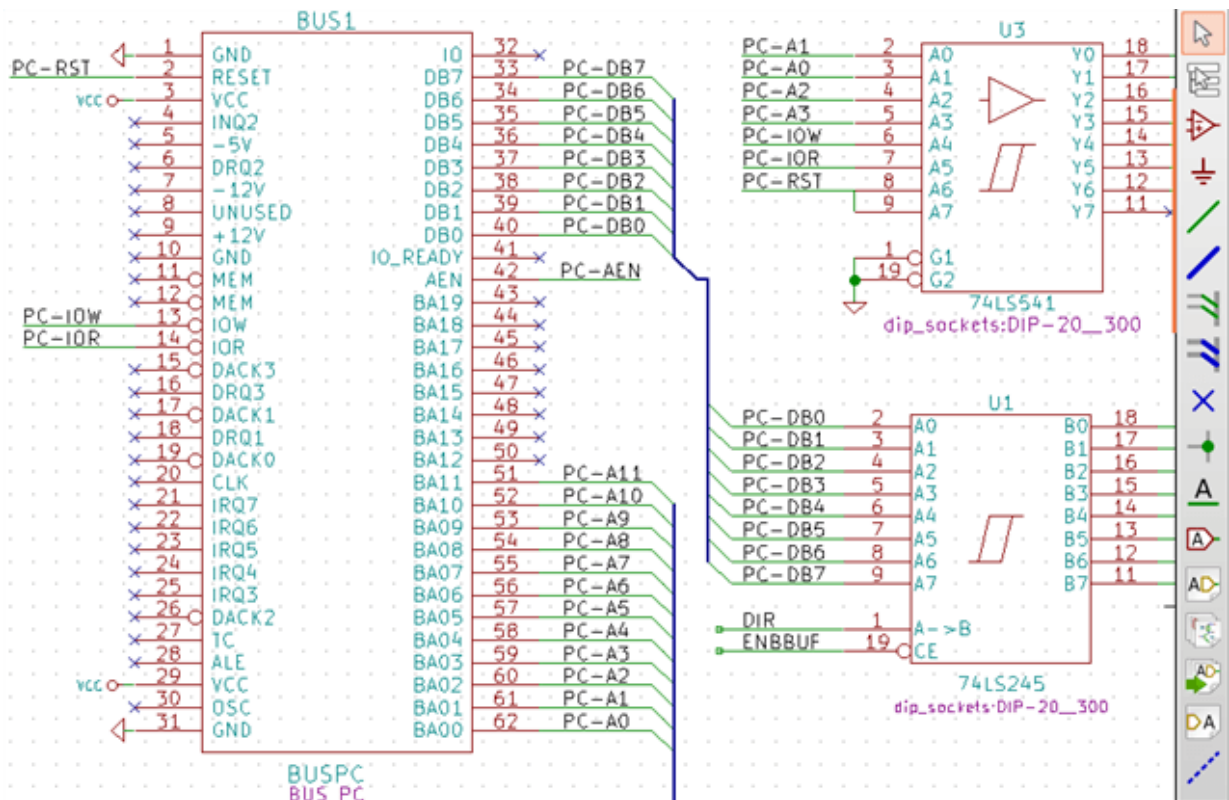 BUS1
1 GND
PC-RST 2 RESET
VCC 3 VCC
4 INQ2
5 -5V
6 DRQ2
7 -12V
8 UNUSED
9 +12V
10 GND
11 MEM
12 MEM
PC-IOW 13 IOW
PC-IOR 14 IOR
15 DACK3
16 DRQ3
17 DACK1
18 DRQ1
19 DACK0
20 CLK
21 IRQ7
22 IRQ6
23 IRQ5
24 IRQ4
25 IRQ3
26 DACK2
27 TC
28 ALE
VCC 29 VCC
30 OSC
31 GND
IO 32
DB7 33 PC-DB7
DB6 34 PC-DB6
DB5 35 PC-DB5
DB4 36 PC-DB4
DB3 37 PC-DB3
DB2 38 PC-DB2
DB1 39 PC-DB1
DB0 40 PC-DB0
IO_READY 41
AEN 42 PC-AEN
BA19 43
BA18 44
BA17 45
BA16 46
BA15 47
BA14 48
BA13 49
BA12 50
BA11 51 PC-A11
BA10 52 PC-A10
BA09 53 PC-A9
BA08 54 PC-A8
BA07 55 PC-A7
BA06 56 PC-A6
BA05 57 PC-A5
BA04 58 PC-A4
BA03 59 PC-A3
BA02 60 PC-A2
BA01 61 PC-A1
BA00 62 PC-A0
BUSPC
BUS_PC
U3
PC-A1 2 A0 Y0 18
PC-A0 3 A1 Y1 17
PC-A2 4 A2 Y2 16
PC-A3 5 A3 Y3 15
PC-IOW 6 A4 Y4 14
PC-IOR 7 A5 Y5 13
PC-RST 8 A6 Y6 12
9 A7 Y7 11
1 G1
19 G2
74LS541
dip_sockets:DIP-20__300
U1
PC-DB0 2 A0 B0 18
PC-DB1 3 A1 B1 17
PC-DB2 4 A2 B2 16
PC-DB3 5 A3 B3 15
PC-DB4 6 A4 B4 14
PC-DB5 7 A5 B5 13
PC-DB6 8 A6 B6 12
PC-DB7 9 A7 B7 11
DIR 1 A->B
ENBBUF 19 CE
74LS245
dip_sockets:DIP-20__300
A
A
AD
AD
DA